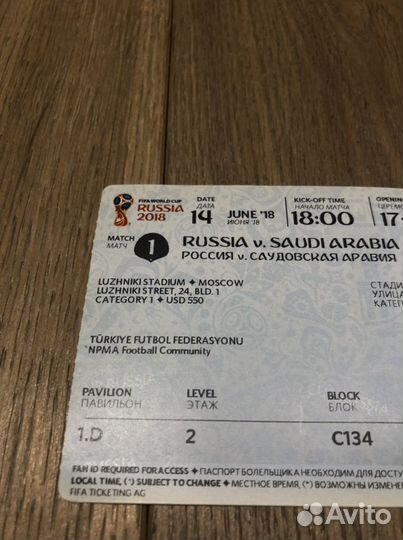 FIFA WORLD CUP
RUSSIA
2018
DATE
ДАТА
14
JUNE '18
ИЮНЯ '18
KICK-OFF TIME
НАЧАЛО МАТЧА
18:00
OPENING
ЦЕРЕМО
17:
MATCH
МАТЧ
1
RUSSIA v. SAUDI ARABIA
РОССИЯ v. САУДОВСКАЯ АРАВИЯ
LUZHNIKI STADIUM ✦ MOSCOW
LUZHNIKI STREET, 24, BLD. 1
CATEGORY 1 ✦ USD 550
СТАДИ
УЛИЦА
КАТЕГ
TÜRKIYE FUTBOL FEDERASYONU
NPMA Football Community
PAVILION
ПАВИЛЬОН
LEVEL
ЭТАЖ
BLOCK
БЛОК
1.D
2
C134
FAN ID REQUIRED FOR ACCESS ✦ ПАСПОРТ БОЛЕЛЬЩИКА НЕОБХОДИМ ДЛЯ ДОСТУ
LOCAL TIME, (*) SUBJECT TO CHANGE ✦ МЕСТНОЕ ВРЕМЯ, (*) ВОЗМОЖНЫ ИЗМЕНЕ
FIFA TICKETING AG
Avito